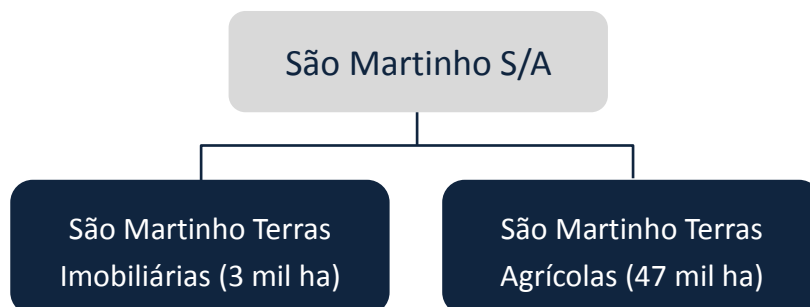 São Martinho S/A
São Martinho Terras
Imobiliárias (3 mil ha)
São Martinho Terras
Agrícolas (47 mil ha)